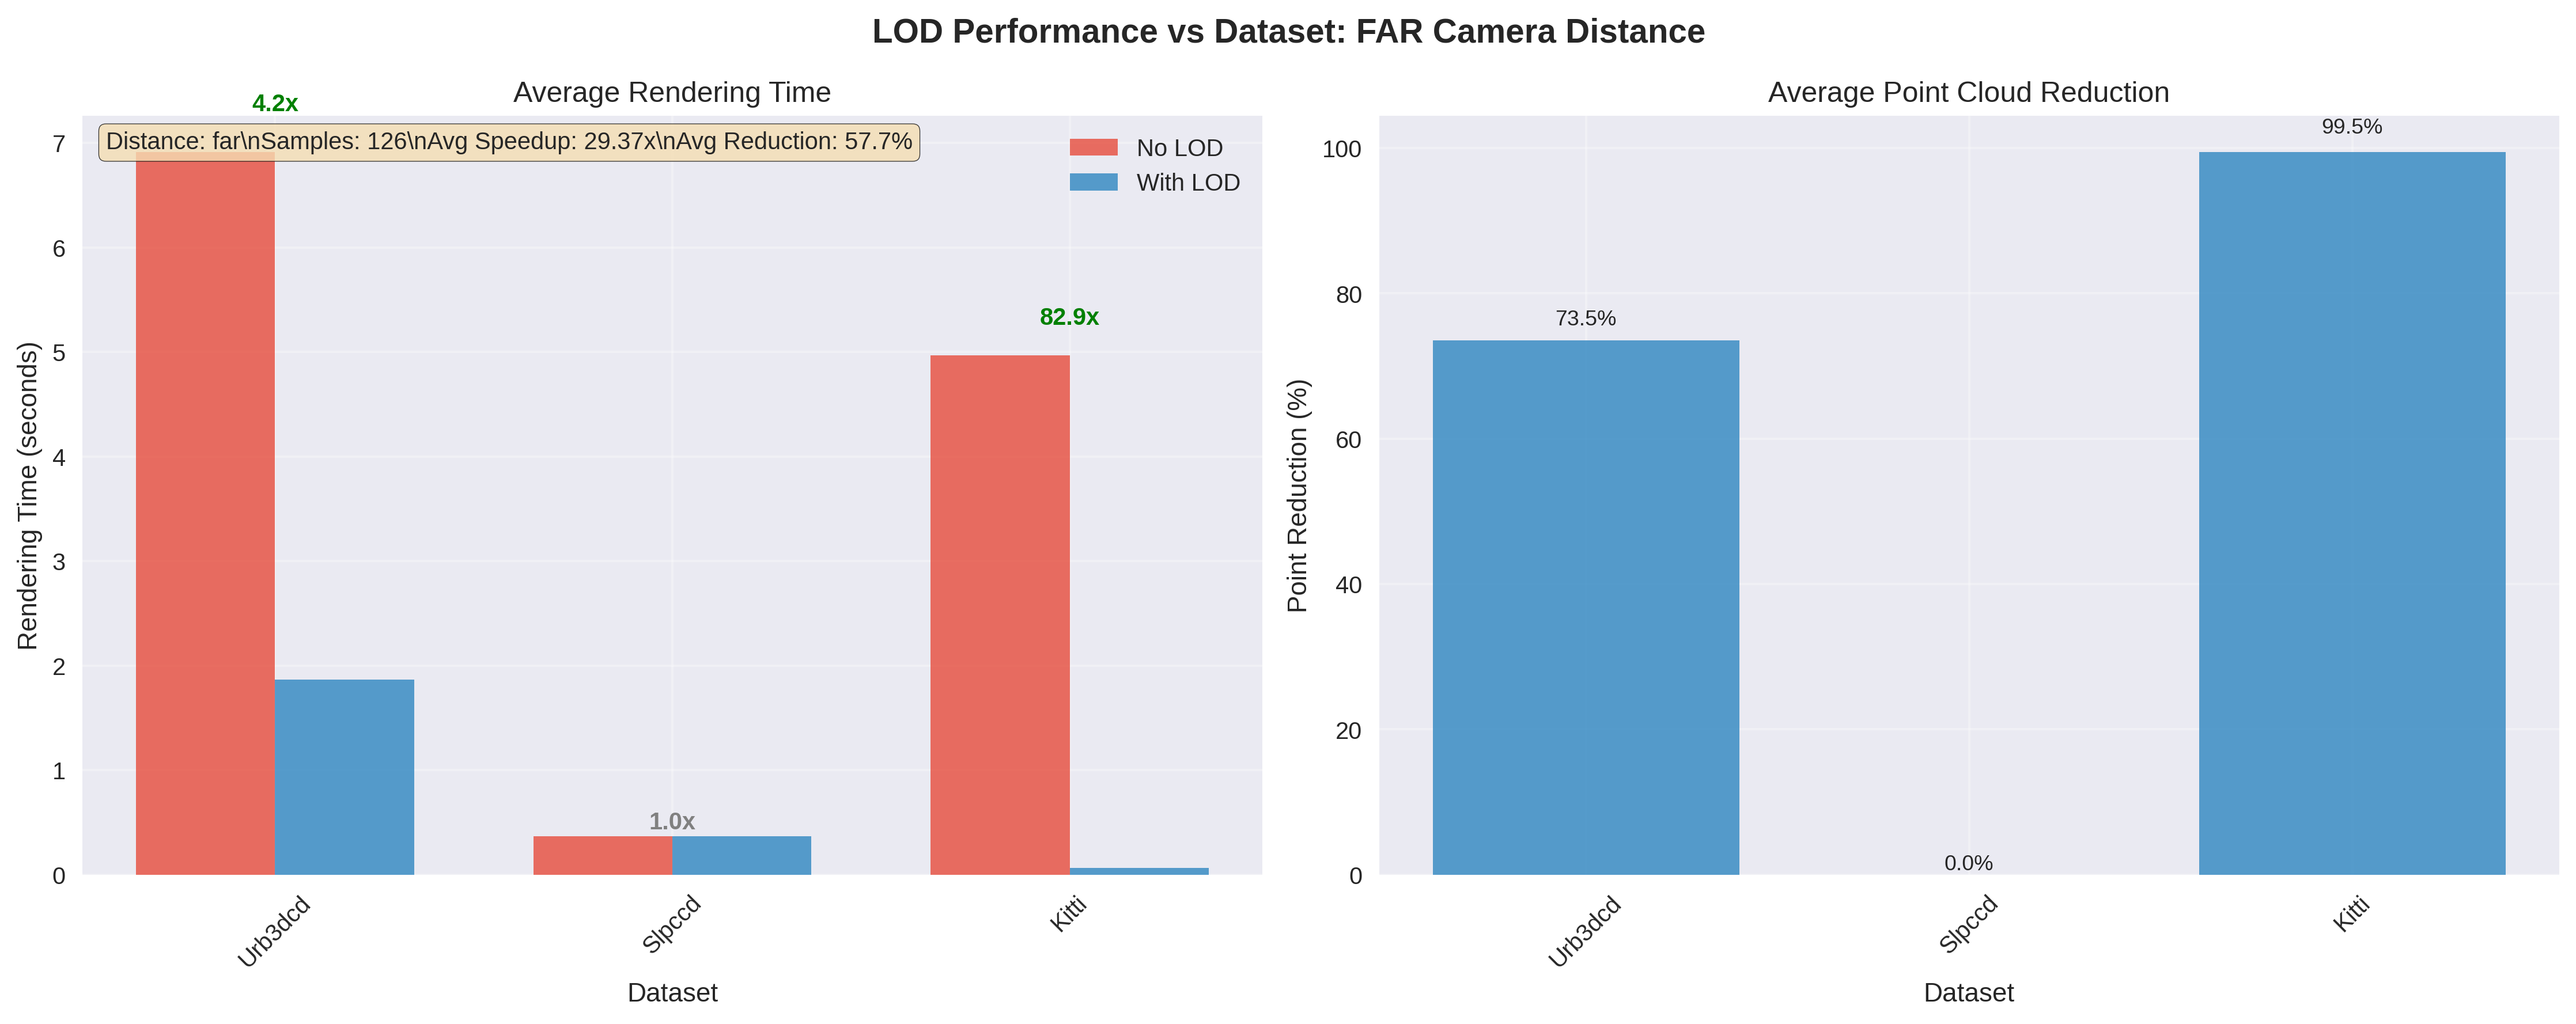 LOD Performance vs Dataset: FAR Camera Distance
Average Rendering Time
4.2x
Distance: far\nSamples: 126\nAvg Speedup: 29.37x\nAvg Reduction: 57.7%
No LOD
With LOD
82.9x
1.0x
Rendering Time (seconds)
7
6
5
4
3
2
1
0
Urb3dcd
Slpccd
Kitti
Dataset
Average Point Cloud Reduction
99.5%
73.5%
0.0%
Point Reduction (%)
100
80
60
40
20
0
Urb3dcd
Slpccd
Kitti
Dataset